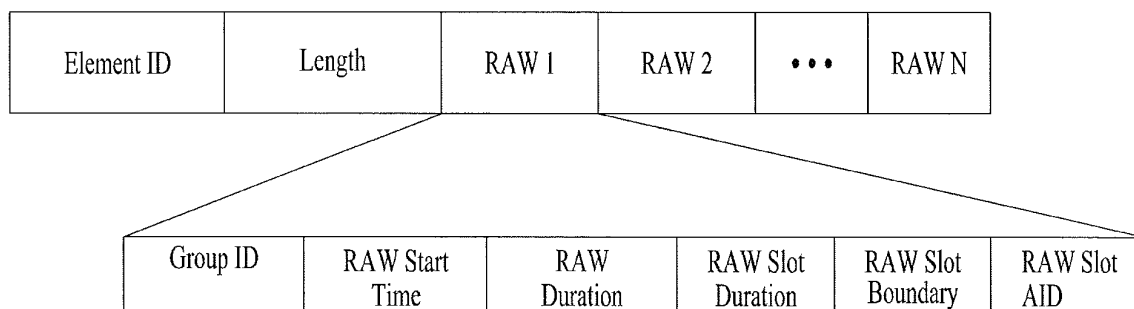 Element ID Length RAW 1 RAW 2 ••• RAW N
Group ID RAW Start RAW RAW Slot RAW Slot RAW Slot
Time Duration Duration Boundary AID